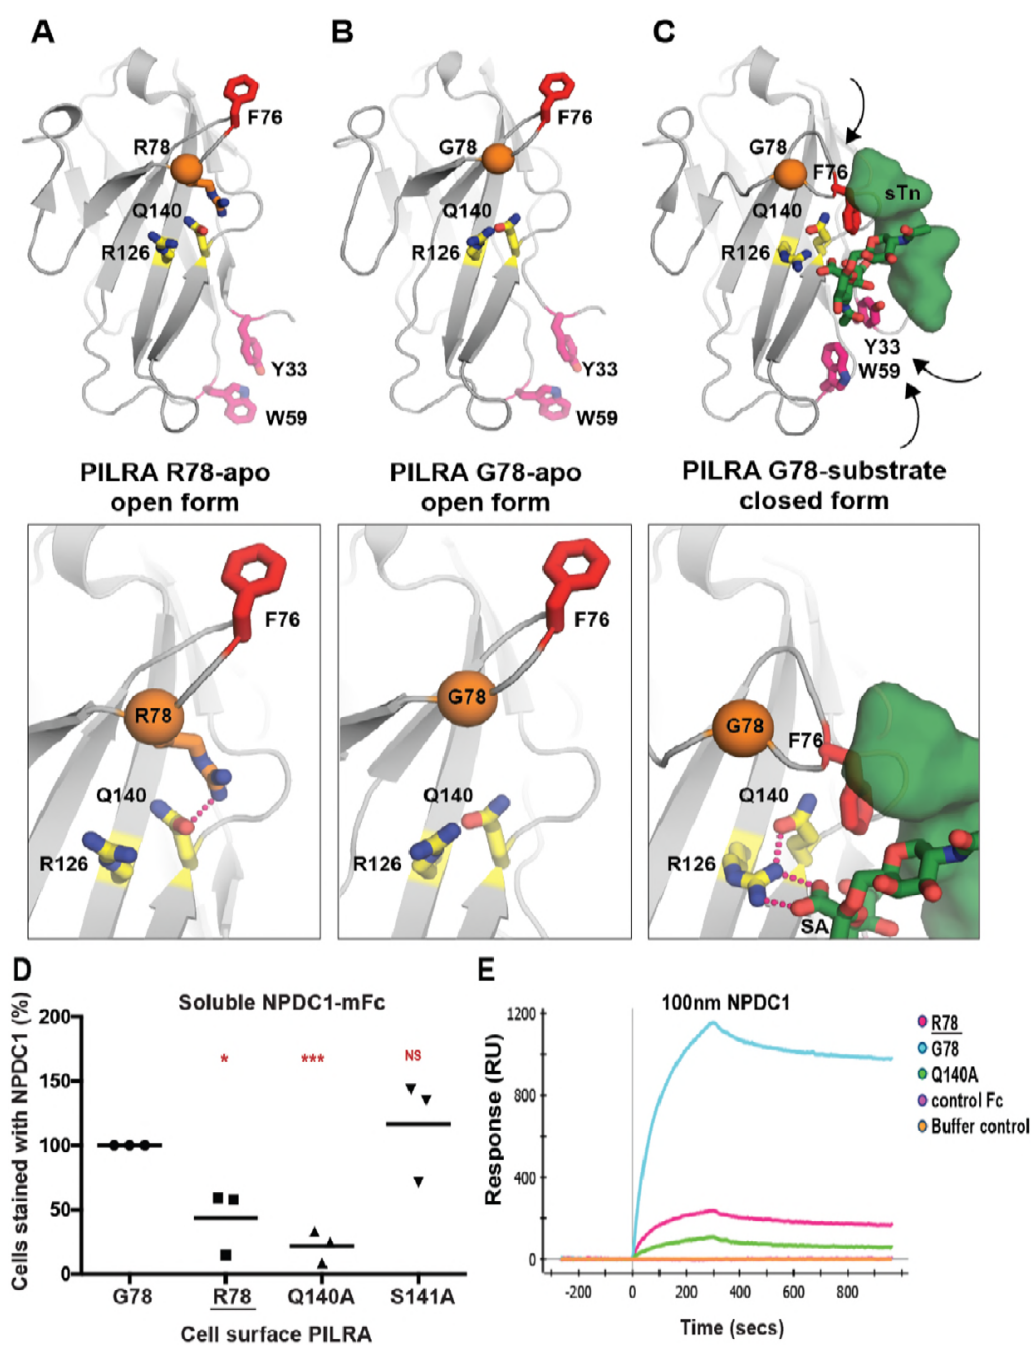 A
B
C
F76
R78
Q140
R126
Y33
W59
F76
G78
Q140
R126
Y33
W59
G78
F76
sTn
Q140
R126
Y33
W59
PILRA R78-apo
open form
PILRA G78-apo
open form
PILRA G78-substrate
closed form
F76
R78
Q140
R126
F76
G78
Q140
R126
G78
F76
Q140
R126
SA
D
Soluble NPDC1-mFc
Cells stained with NPDC1 (%)
200
150
100
50
0
*
***
NS
G78
R78
Q140A
S141A
Cell surface PILRA
E
100nm NPDC1
Response (RU)
1200
800
400
0
-200
0
200
400
600
800
Time (secs)
R78
G78
Q140A
control Fc
Buffer control